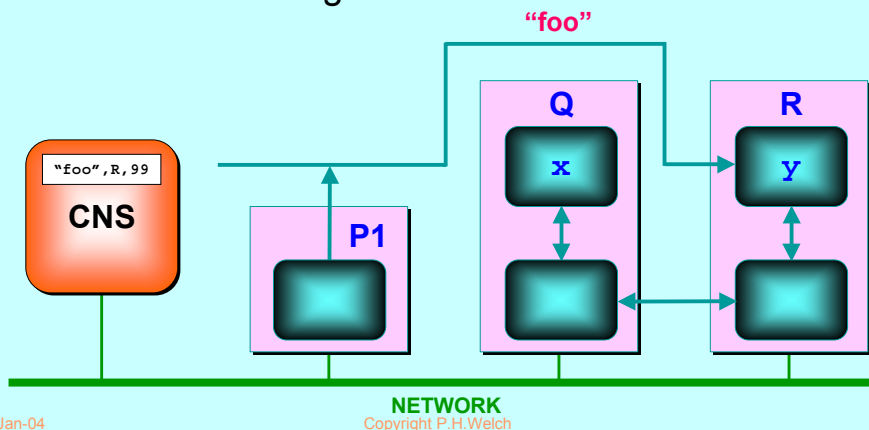 “foo”
Q
R
“foo”,R,99
x
y
CNS
P1
NETWORK
Jan-04
Copyright P.H.Welch